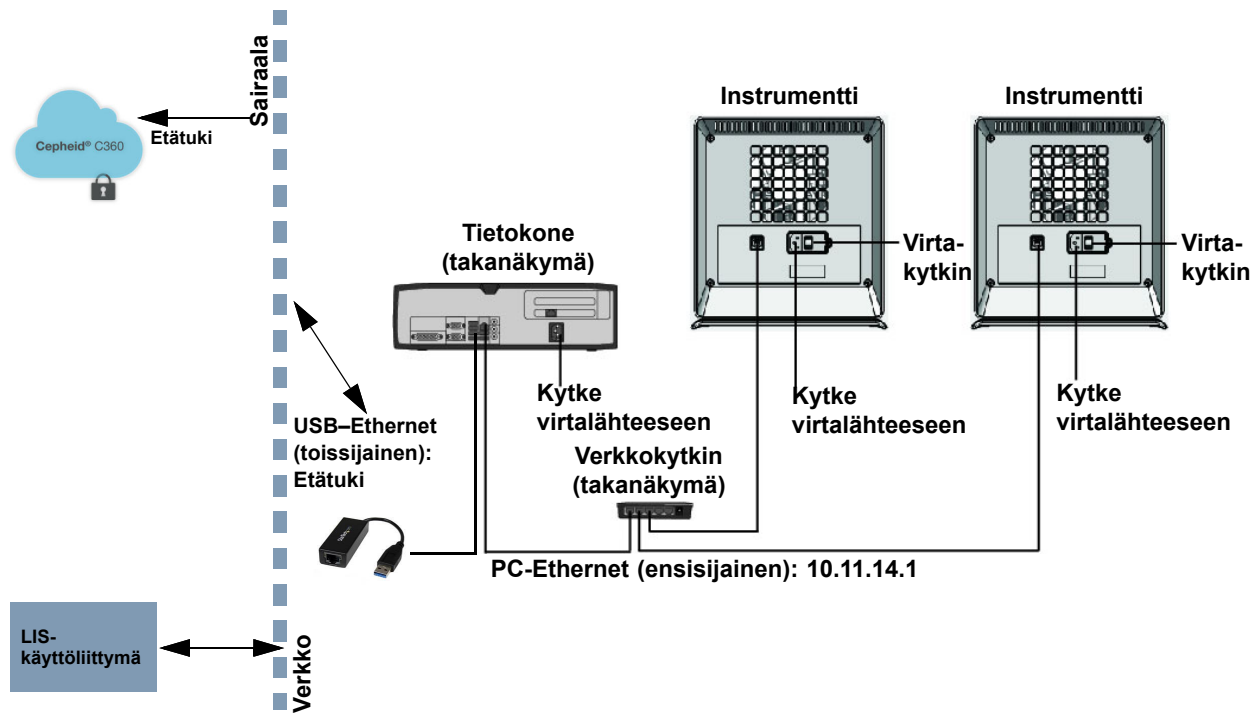 Sairaala
Cepheid® C360
Etätuki
Instrumentti
Instrumentti
Tietokone
(takanäkymä)
Virta-
kytkin
Virta-
kytkin
Kytke
virtalähteeseen
Kytke
virtalähteeseen
Kytke
virtalähteeseen
USB–Ethernet
(toissijainen):
Etätuki
Verkkokytkin
(takanäkymä)
PC-Ethernet (ensisijainen): 10.11.14.1
LIS-
käyttöliittymä
Verkko